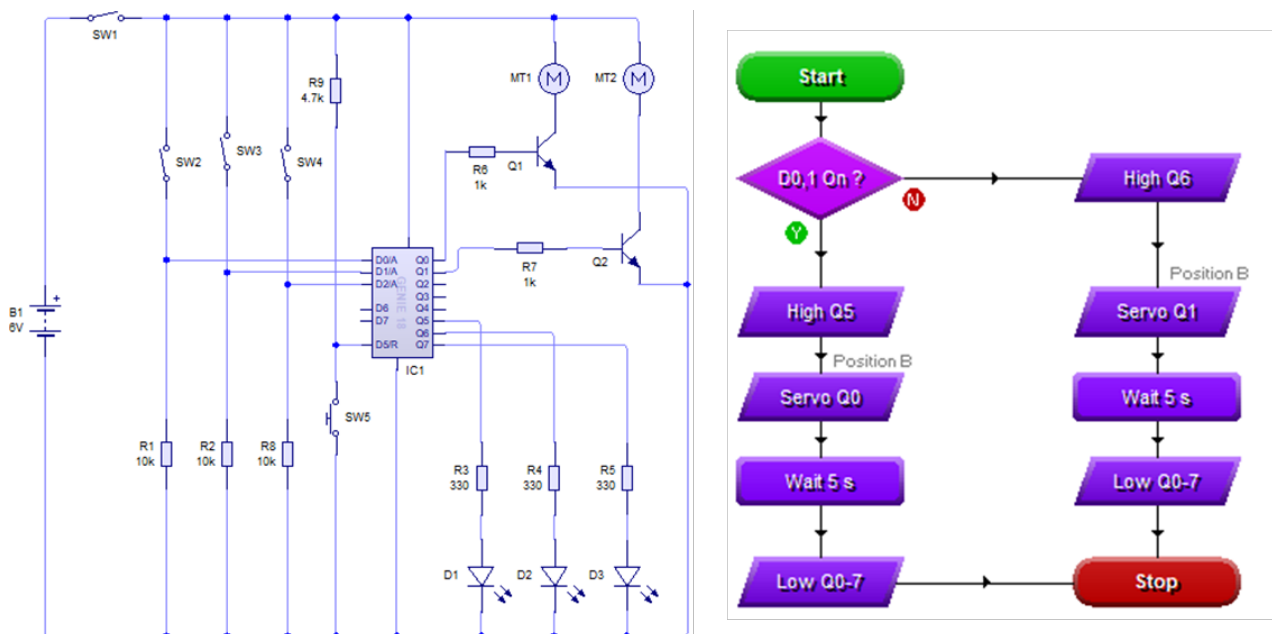 SW1
R9
4.7k
MT1
M
MT2
M
SW2
SW3
SW4
R6
1k
Q1
R7
1k
Q2
D0/A
D1/A
D2/A
D6
D7
D5/R
GENIE 18
Q0
Q1
Q2
Q3
Q4
Q5
Q6
Q7
IC1
B1
6V
+
SW5
R1
10k
R2
10k
R8
10k
R3
330
R4
330
R5
330
D1
D2
D3
Start
D0,1 On ?
N
Y
High Q6
High Q5
Position B
Servo Q1
Position B
Servo Q0
Wait 5 s
Wait 5 s
Low Q0-7
Low Q0-7
Stop